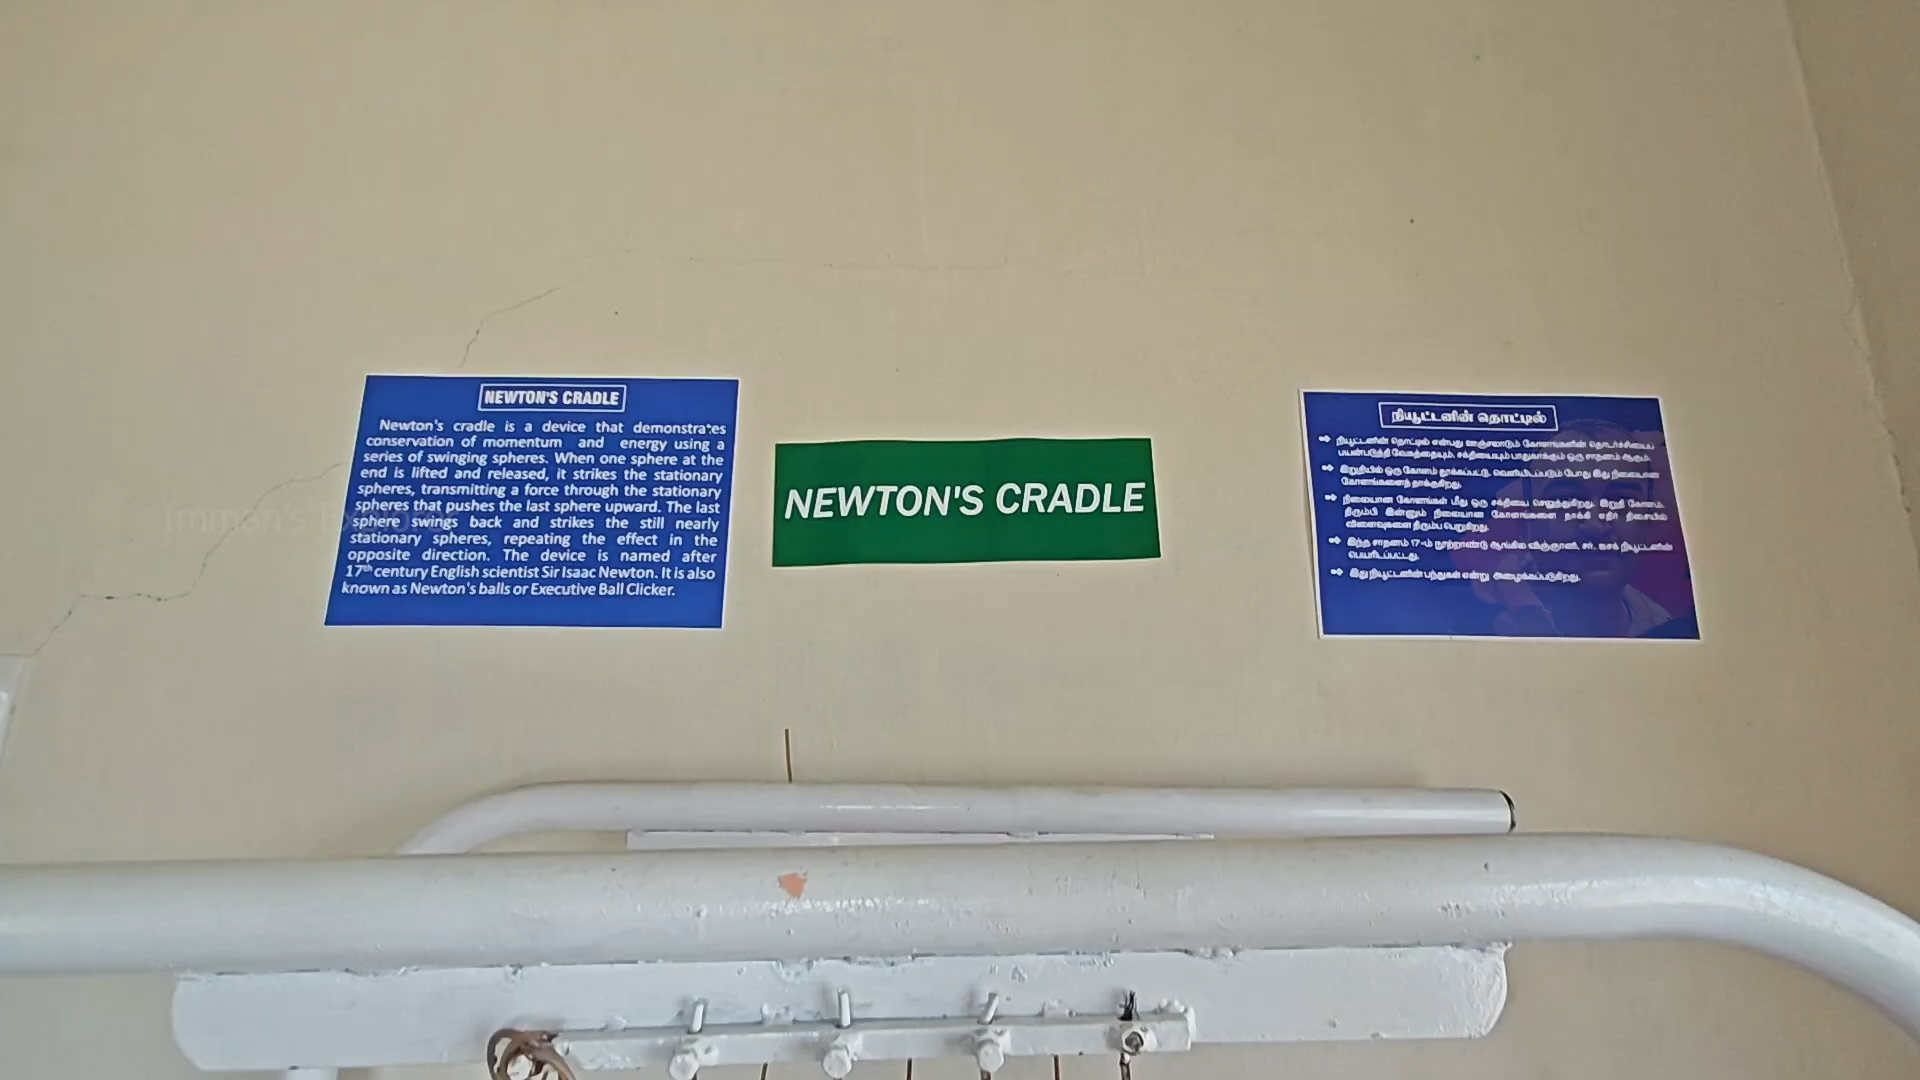 NEWTON'S CRADLE
Newton's cradle is a device that demonstrates
conservation of momentum and energy using a
series of swinging spheres. When one sphere at the
end is lifted and released, it strikes the stationary
spheres, transmitting a force through the stationary
spheres that pushes the last sphere upward. The last
sphere swings back and strikes the still nearly
stationary spheres, repeating the effect in the
opposite direction. The device is named after
17th century English scientist Sir Isaac Newton. It is also
known as Newton's balls or Executive Ball Clicker.
NEWTON'S CRADLE
நியூட்டனின் தொட்டில்
➩ நியூட்டனின் தொட்டில் என்பது ஊஞ்சலாடும் கோளங்களின் தொடர்ச்சியைப்
பயன்படுத்தி வேகத்தையும், சக்தியையும் பாதுகாக்கும் ஒரு சாதனம் ஆகும்.
➩ இறுதியில் ஒரு கோளம் தூக்கப்பட்டு, வெளியிடப்படும் போது இது நிலையான
கோளங்களைத் தாக்குகிறது.
➩ நிலையான கோளங்கள் மீது ஒரு சக்தியை செலுத்துகிறது. இறுதி கோளம்,
திரும்பி இன்னும் நிலையான கோளங்களை தாக்கி எதிர் திசையில்
விளைவுகளை திரும்ப பெறுகிறது.
➩ இந்த சாதனம் 17-ம் நூற்றாண்டு ஆங்கில விஞ்ஞானி, சர். ஐசக் நியூட்டனின்
பெயரிடப்பட்டது.
➩ இது நியூட்டனின் பந்துகள் என்று அழைக்கப்படுகிறது.